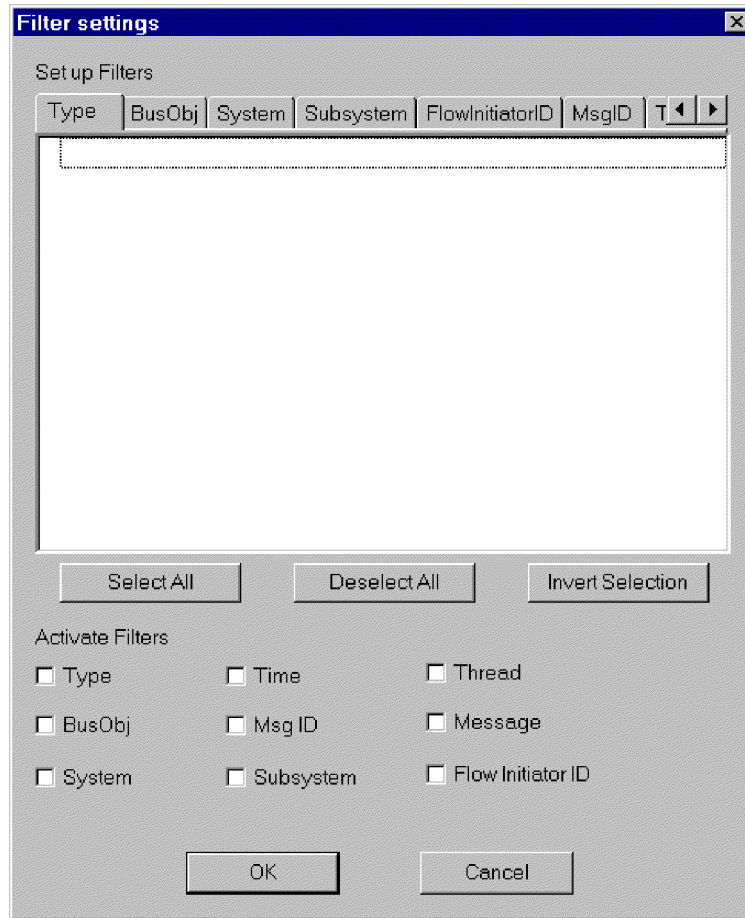 Filter settings
Set up Filters
Type BusObj System Subsystem FlowInitiatorID MsgID T
Select All Deselect All Invert Selection
Activate Filters
Type Time Thread
BusObj Msg ID Message
System Subsystem Flow Initiator ID
OK Cancel